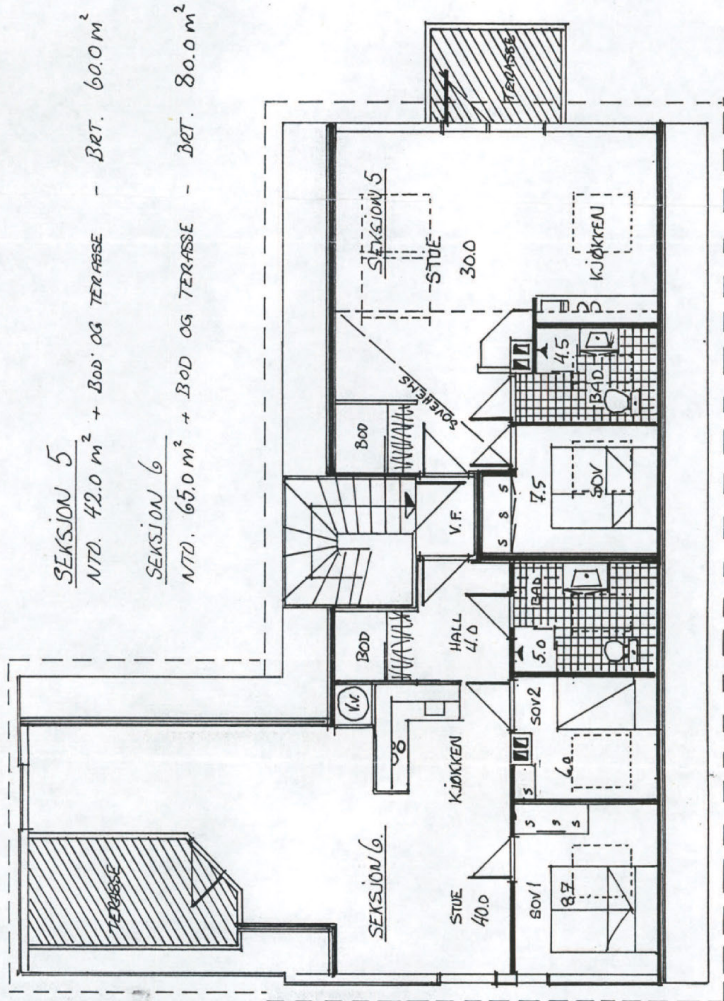 SEKSJON 5
NTO. 42.0 m² + BOD OG TERASSE - BRT. 60.0 m²
SEKSJON 6
NTO. 65.0 m² + BOD OG TERASSE - BRT. 80.0 m²
TERASSE
SEKSJON 5
STUE
30.0
KJØKKEN
SOVEHEMS
4.5
BAD
BOD
V.F.
7.5
SOV
S S S
BOD
HALL
4.0
BAD
5.0
V.V.
KJØKKEN
SOV2
6.0
S
TERASSE
SEKSJON 6
STUE
40.0
SOV1
8.7
S S S